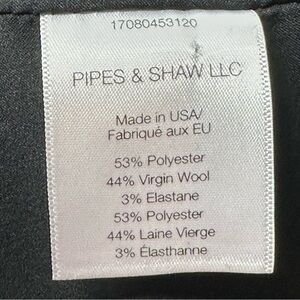 17080453120
PIPES & SHAW LLC
Made in USA/
Fabriqué aux EU
53% Polyester
44% Virgin Wool
3% Elastane
53% Polyester
44% Laine Vierge
3% Élasthanne